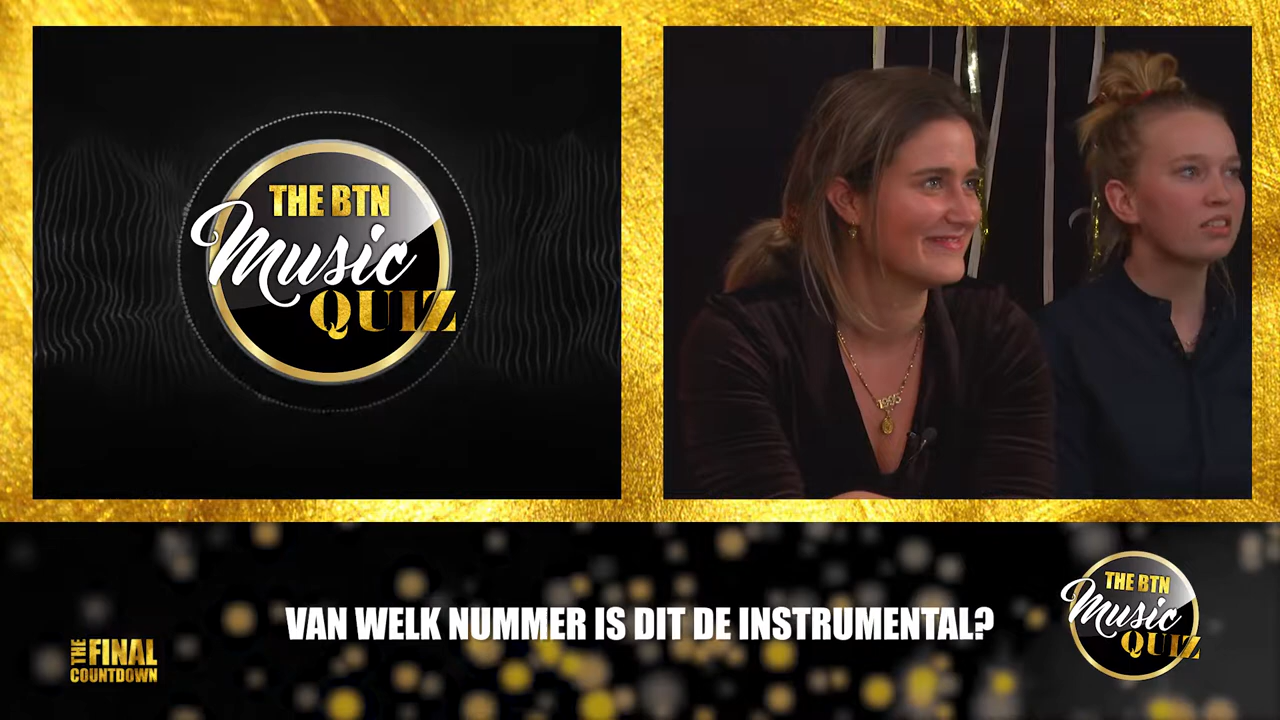 THE BTN
Music
QUIZ
1995
VAN WELK NUMMER IS DIT DE INSTRUMENTAL?
THE FINAL
COUNTDOWN
THE BTN
Music
QUIZ